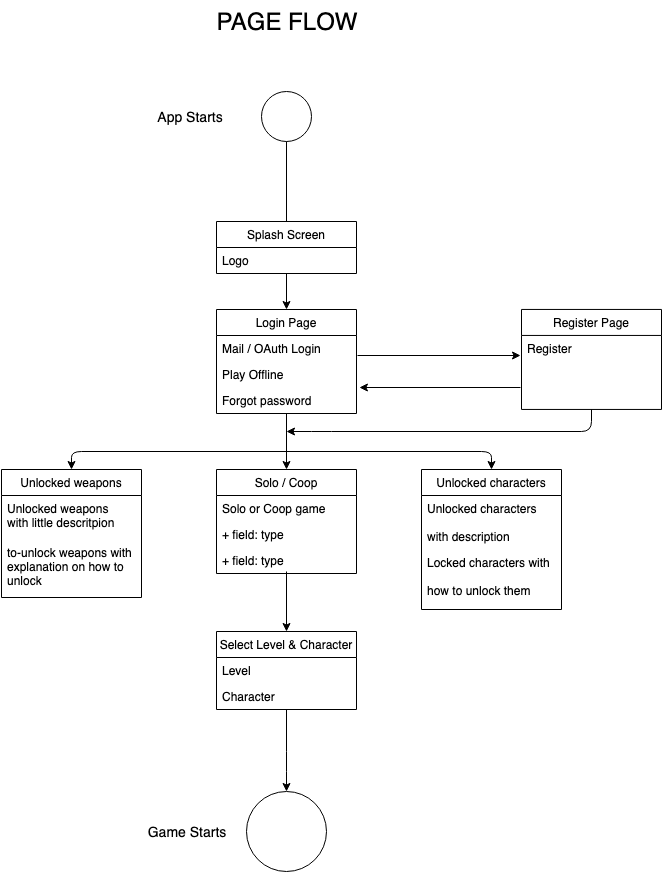 PAGE FLOW
App Starts
Splash Screen
Logo
Login Page
Mail / OAuth Login
Play Offline
Forgot password
Register Page
Register
Unlocked weapons
Unlocked weapons
with little descritpion
to-unlock weapons with
explanation on how to
unlock
Solo / Coop
Solo or Coop game
+ field: type
+ field: type
Unlocked characters
Unlocked characters
with description
Locked characters with
how to unlock them
Select Level & Character
Level
Character
Game Starts